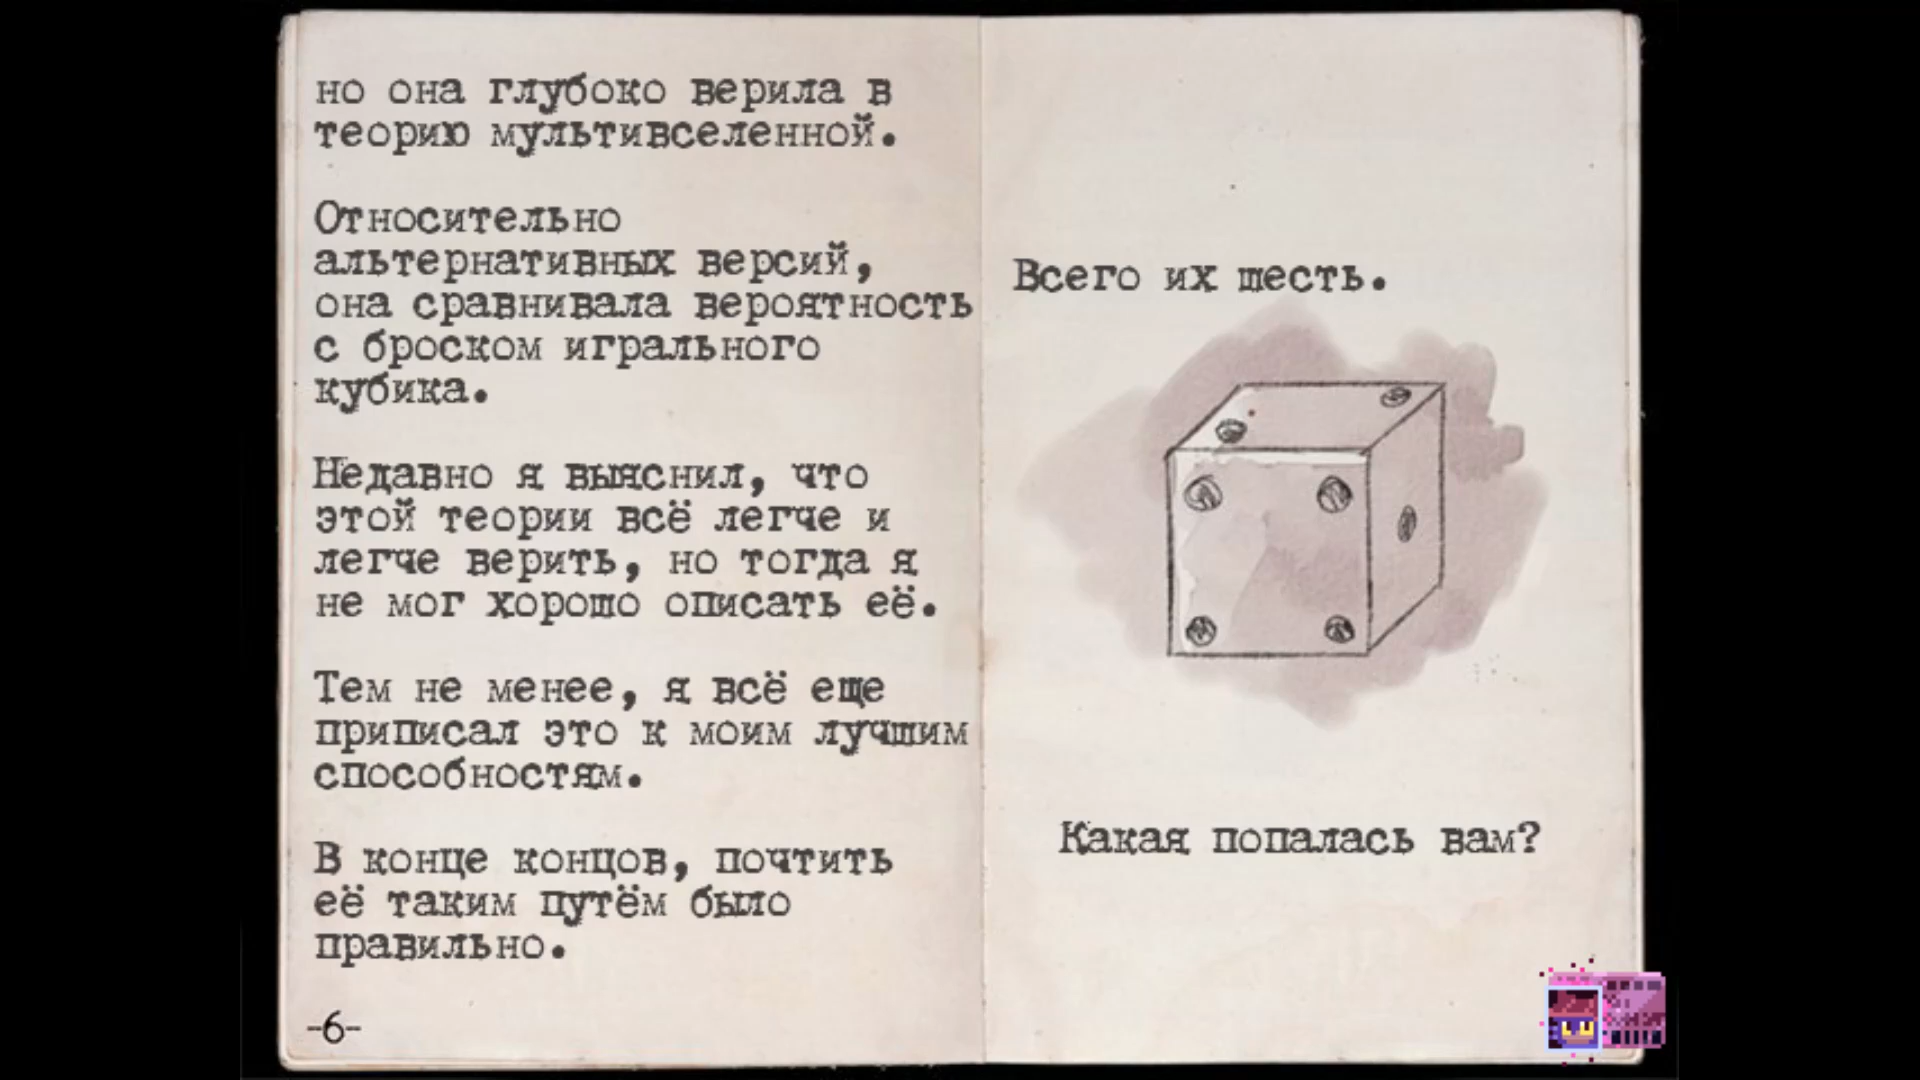 но она глубоко верила в
теорию мультивселенной.
Относительно
альтернативных версий,
она сравнивала вероятность
с броском игрального
кубика.
Недавно я выяснил, что
этой теории всё легче и
легче верить, но тогда я
не мог хорошо описать её.
Тем не менее, я всё еще
приписал это к моим лучшим
способностям.
В конце концов, почтить
её таким путём было
правильно.
-6-
Всего их шесть.
Какая попалась вам?